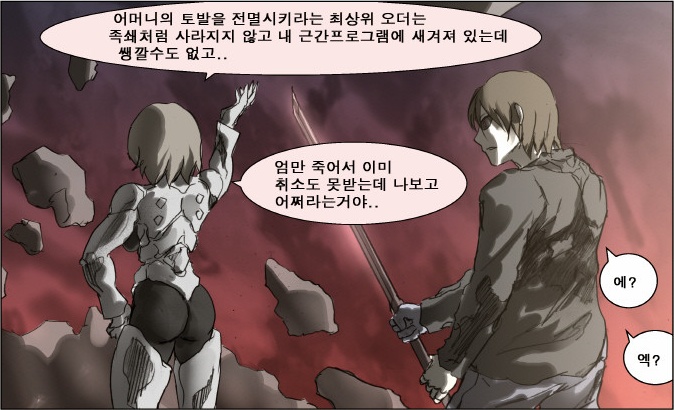 어머니의 토발을 전멸시키라는 최상위 오더는
족쇄처럼 사라지지 않고 내 근간프로그램에 새겨져 있는데
쌩깔수도 없고..
엄만 죽어서 이미
취소도 못받는데 나보고
어쩌라는거야..
에?
엑?